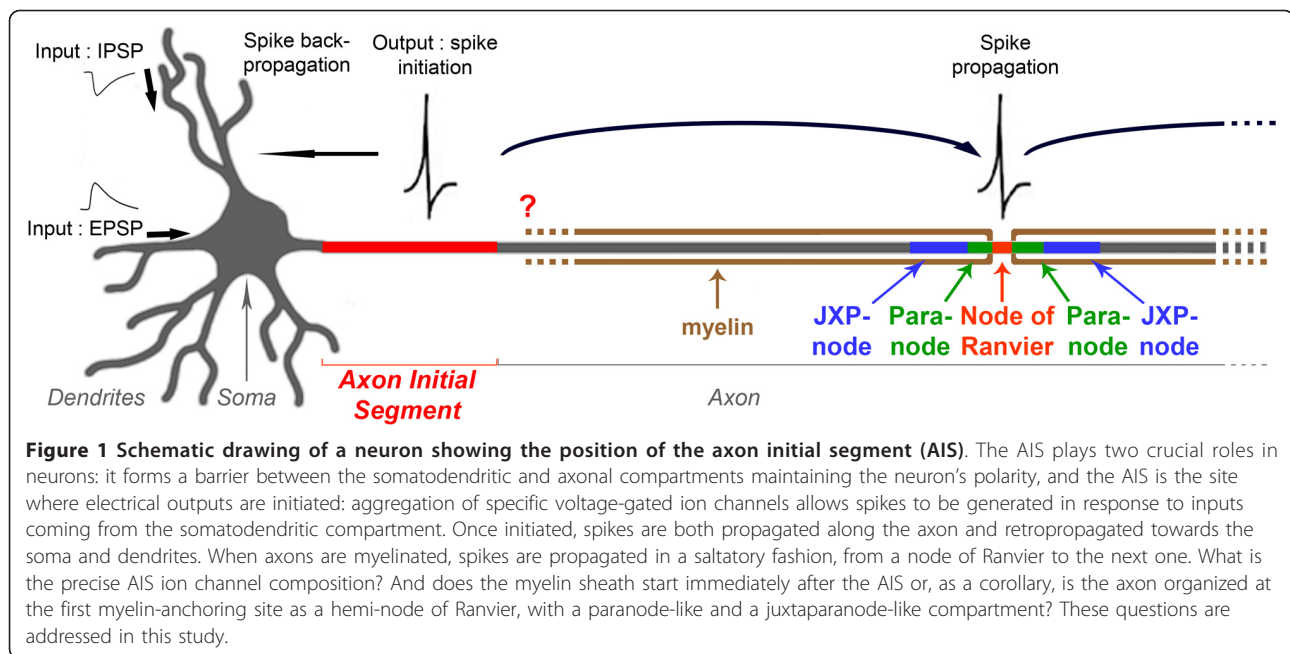 Input : IPSP
Spike back-
propagation
Output : spike
initiation
Spike
propagation
Input : EPSP
?
myelin
JXP-
node
Para-
node
Node of
Ranvier
Para-
node
JXP-
node
Dendrites
Soma
Axon Initial
Segment
Axon
Figure 1 Schematic drawing of a neuron showing the position of the axon initial segment (AIS). The AIS plays two crucial roles in
neurons: it forms a barrier between the somatodendritic and axonal compartments maintaining the neuron's polarity, and the AIS is the site
where electrical outputs are initiated: aggregation of specific voltage-gated ion channels allows spikes to be generated in response to inputs
coming from the somatodendritic compartment. Once initiated, spikes are both propagated along the axon and retropropagated towards the
soma and dendrites. When axons are myelinated, spikes are propagated in a saltatory fashion, from a node of Ranvier to the next one. What is
the precise AIS ion channel composition? And does the myelin sheath start immediately after the AIS or, as a corollary, is the axon organized at
the first myelin-anchoring site as a hemi-node of Ranvier, with a paranode-like and a juxtaparanode-like compartment? These questions are
addressed in this study.